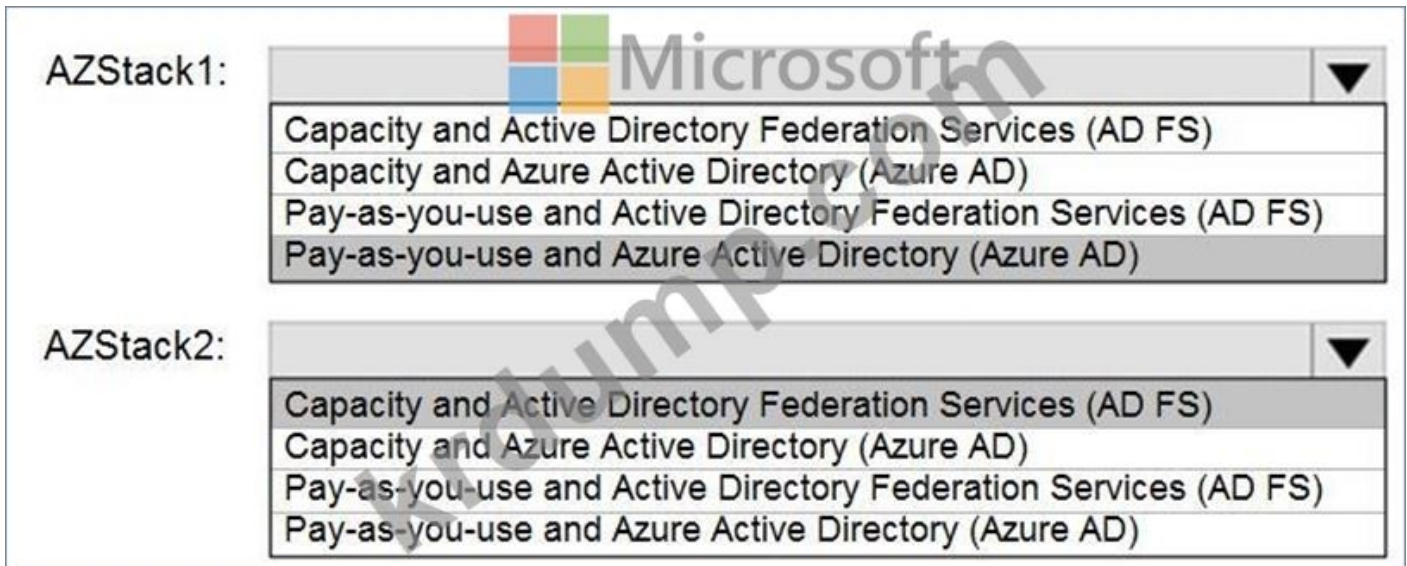 Microsoft
AZStack1:
Capacity and Active Directory Federation Services (AD FS)
Capacity and Azure Active Directory (Azure AD)
Pay-as-you-use and Active Directory Federation Services (AD FS)
Pay-as-you-use and Azure Active Directory (Azure AD)
AZStack2:
Capacity and Active Directory Federation Services (AD FS)
Capacity and Azure Active Directory (Azure AD)
Pay-as-you-use and Active Directory Federation Services (AD FS)
Pay-as-you-use and Azure Active Directory (Azure AD)
krdump.com